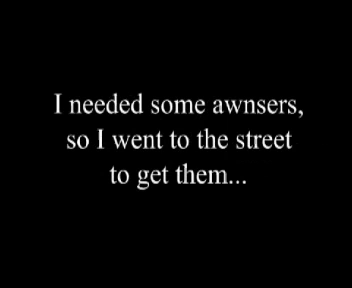 I needed some awnsers,
so I went to the street
to get them...